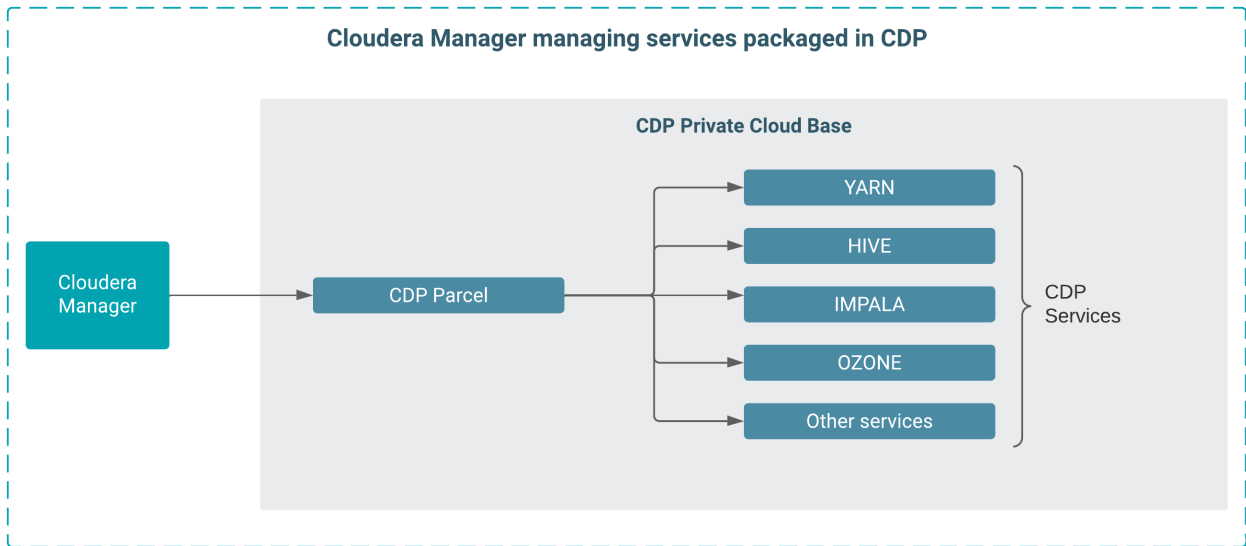 Cloudera Manager managing services packaged in CDP
CDP Private Cloud Base
Cloudera
Manager
CDP Parcel
YARN
HIVE
IMPALA
OZONE
Other services
CDP
Services